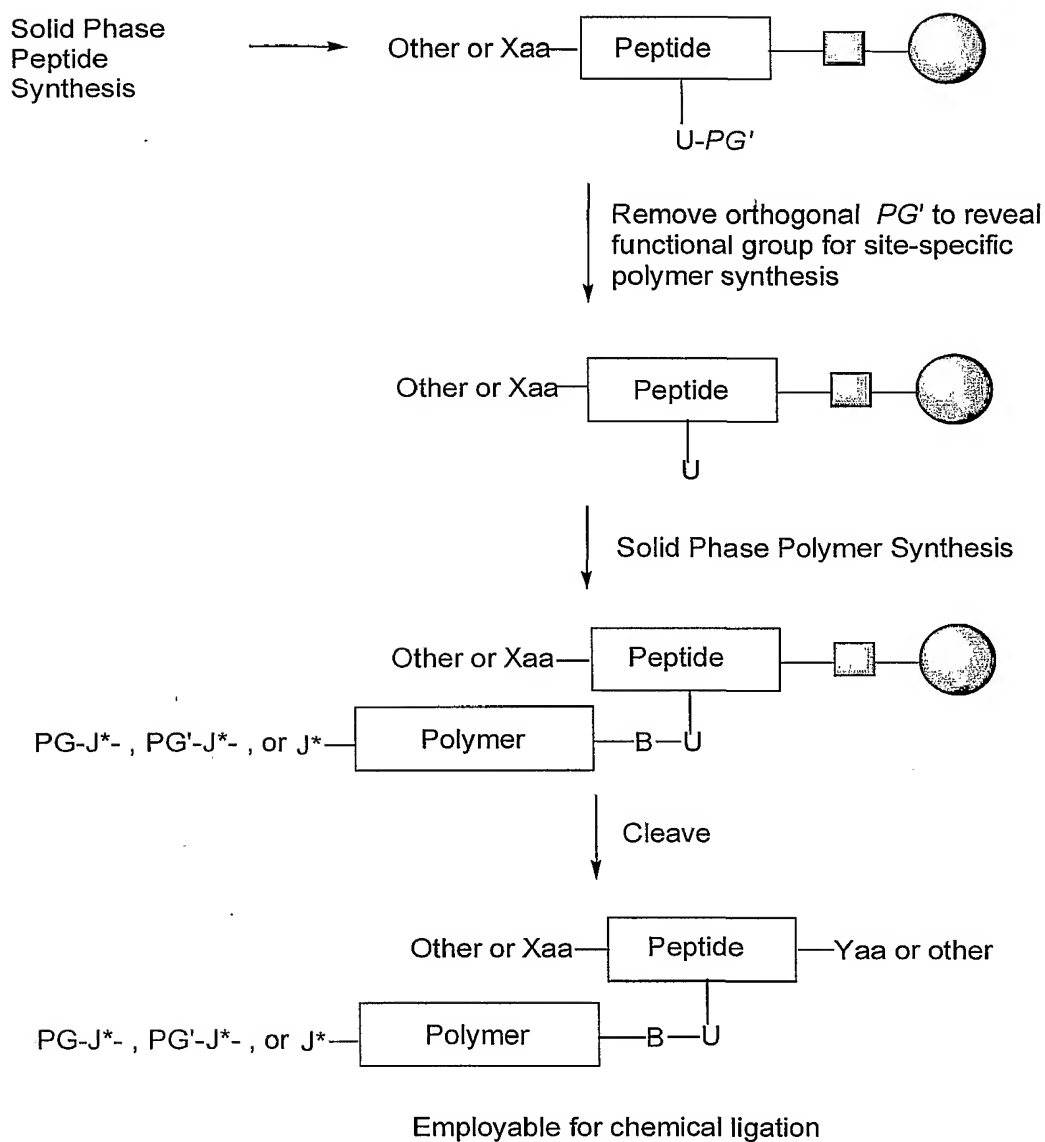 Solid Phase
Peptide
Synthesis
Other or Xaa
Peptide
U-PG'
Remove orthogonal PG' to reveal
functional group for site-specific
polymer synthesis
Other or Xaa
Peptide
U
Solid Phase Polymer Synthesis
Other or Xaa
Peptide
PG-J*- , PG'-J*- , or J*
Polymer
B
U
Cleave
Other or Xaa
Peptide
Yaa or other
PG-J*- , PG'-J*- , or J*
Polymer
B
U
Employable for chemical ligation